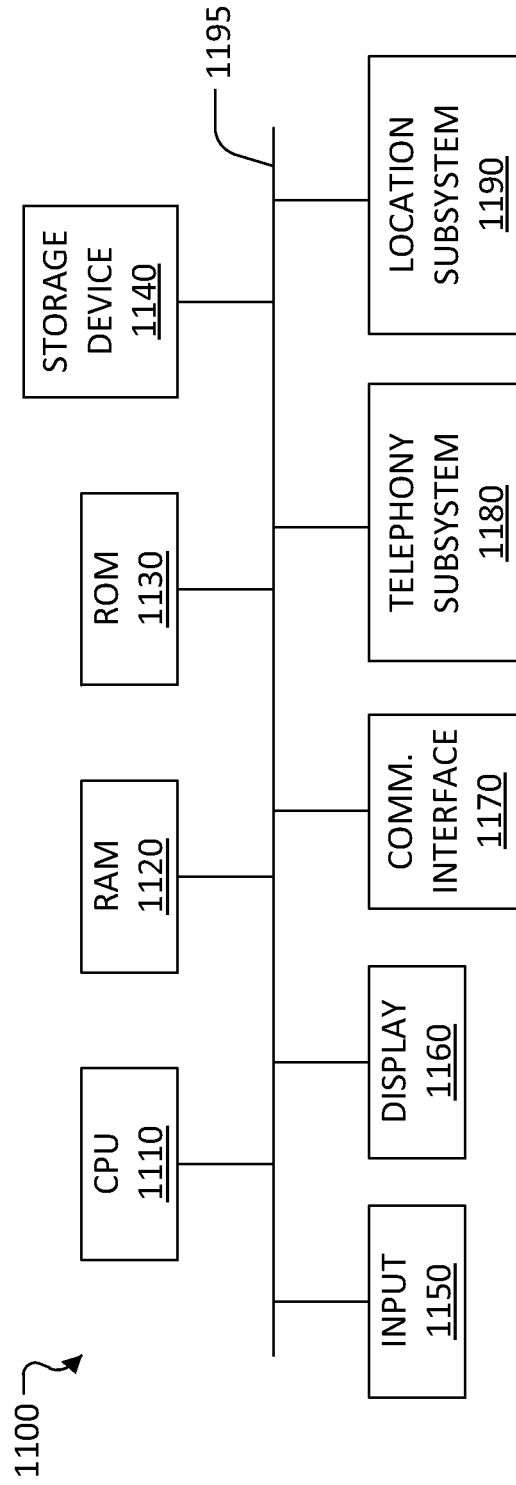 1100
CPU
1110
RAM
1120
ROM
1130
STORAGE
DEVICE
1140
1195
INPUT
1150
DISPLAY
1160
COMM.
INTERFACE
1170
TELEPHONY
SUBSYSTEM
1180
LOCATION
SUBSYSTEM
1190